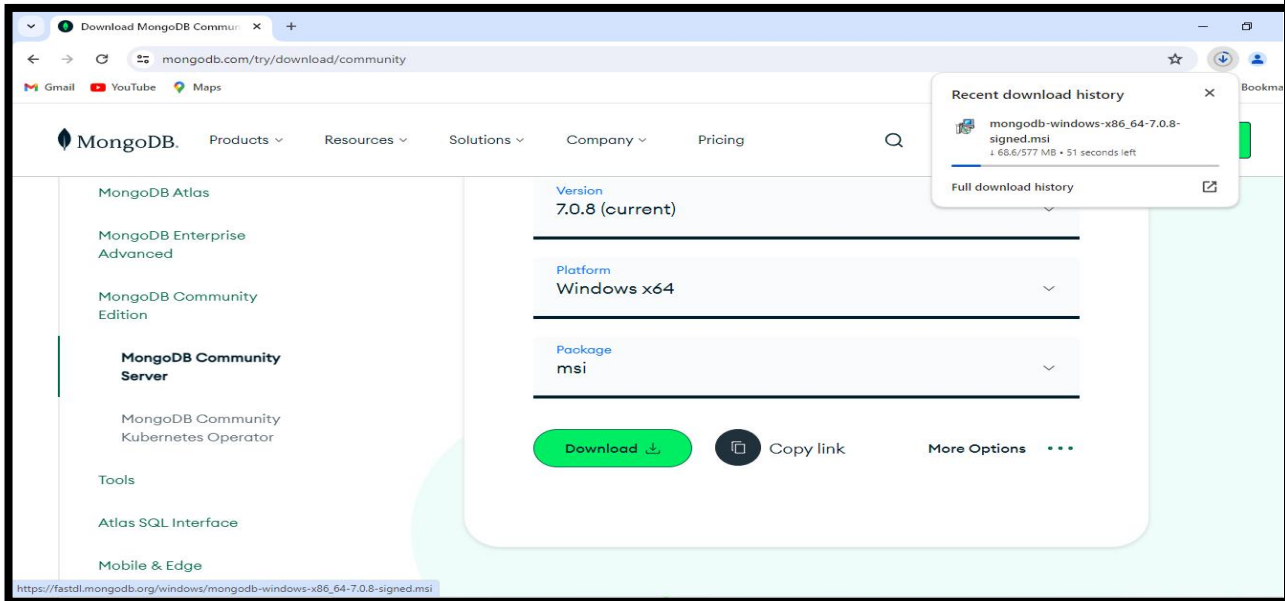 Download MongoDB Commun
mongodb.com/try/download/community
Gmail YouTube Maps Bookma
Recent download history
mongodb-windows-x86_64-7.0.8-
signed.msi
↓ 68.6/577 MB • 51 seconds left
Full download history
MongoDB. Products Resources Solutions Company Pricing
MongoDB Atlas
MongoDB Enterprise
Advanced
MongoDB Community
Edition
MongoDB Community
Server
MongoDB Community
Kubernetes Operator
Tools
Atlas SQL Interface
Mobile & Edge
Version
7.0.8 (current)
Platform
Windows x64
Package
msi
Download Copy link More Options
https://fastdl.mongodb.org/windows/mongodb-windows-x86_64-7.0.8-signed.msi